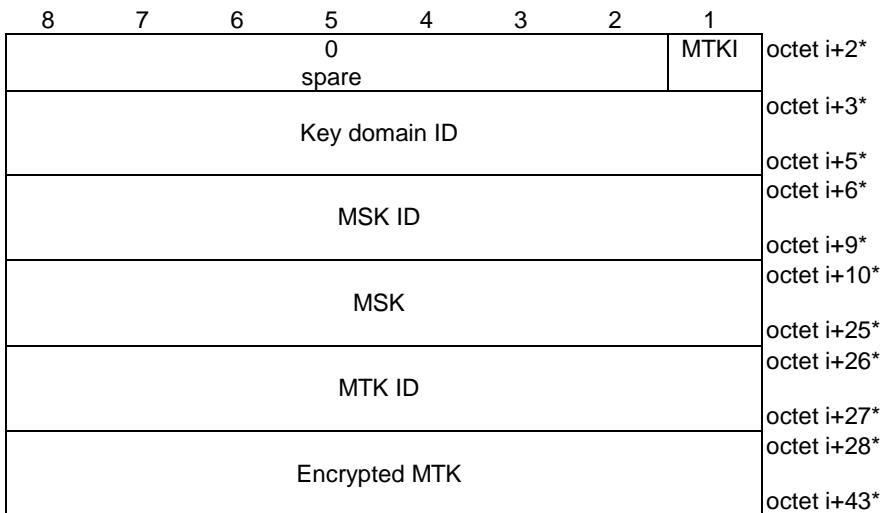 8 7 6 5 4 3 2 1
0 MTKI octet i+2*
spare
octet i+3*
Key domain ID
octet i+5*
octet i+6*
MSK ID
octet i+9*
octet i+10*
MSK
octet i+25*
octet i+26*
MTK ID
octet i+27*
octet i+28*
Encrypted MTK
octet i+43*